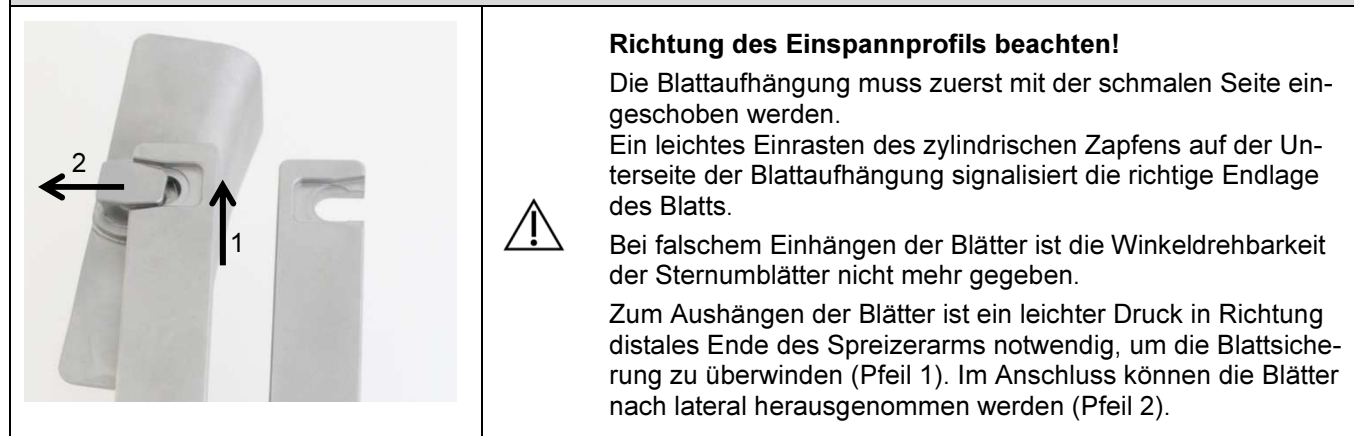 2
1
Richtung des Einspannprofils beachten!
Die Blattaufhängung muss zuerst mit der schmalen Seite ein-
geschoben werden.
Ein leichtes Einrasten des zylindrischen Zapfens auf der Un-
terseite der Blattaufhängung signalisiert die richtige Endlage
des Blatts.
Bei falschem Einhängen der Blätter ist die Winkeldrehbarkeit
der Sternumblätter nicht mehr gegeben.
Zum Aushängen der Blätter ist ein leichter Druck in Richtung
distales Ende des Spreizerarms notwendig, um die Blattsiche-
rung zu überwinden (Pfeil 1). Im Anschluss können die Blätter
nach lateral herausgenommen werden (Pfeil 2).